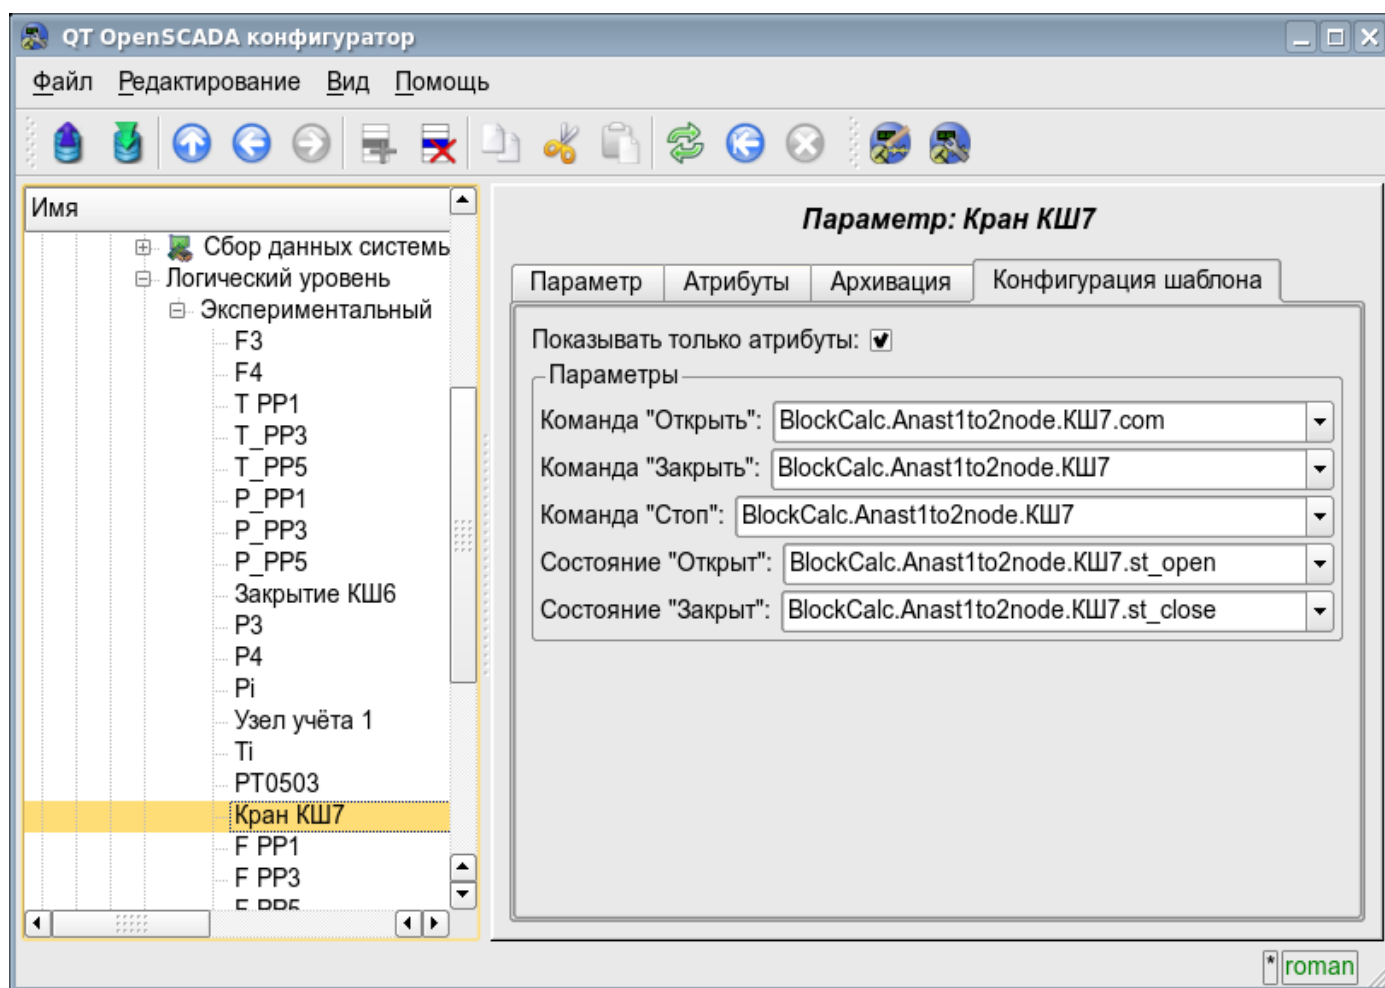 QT OpenSCADA конфигуратор
Файл Редактирование Вид Помощь
Имя
Сбор данных системь
Логический уровень
Экспериментальный
F3
F4
T PP1
T_PP3
T_PP5
P_PP1
P_PP3
P_PP5
Закрытие КШ6
P3
P4
Pi
Узел учёта 1
Ti
PT0503
Кран КШ7
F PP1
F PP3
F PP5
Параметр: Кран КШ7
Параметр Атрибуты Архивация Конфигурация шаблона
Показывать только атрибуты:
Параметры
Команда "Открыть": BlockCalc.Anast1to2node.КШ7.com
Команда "Закрыть": BlockCalc.Anast1to2node.КШ7
Команда "Стоп": BlockCalc.Anast1to2node.КШ7
Состояние "Открыт": BlockCalc.Anast1to2node.КШ7.st_open
Состояние "Закрыт": BlockCalc.Anast1to2node.КШ7.st_close
* roman